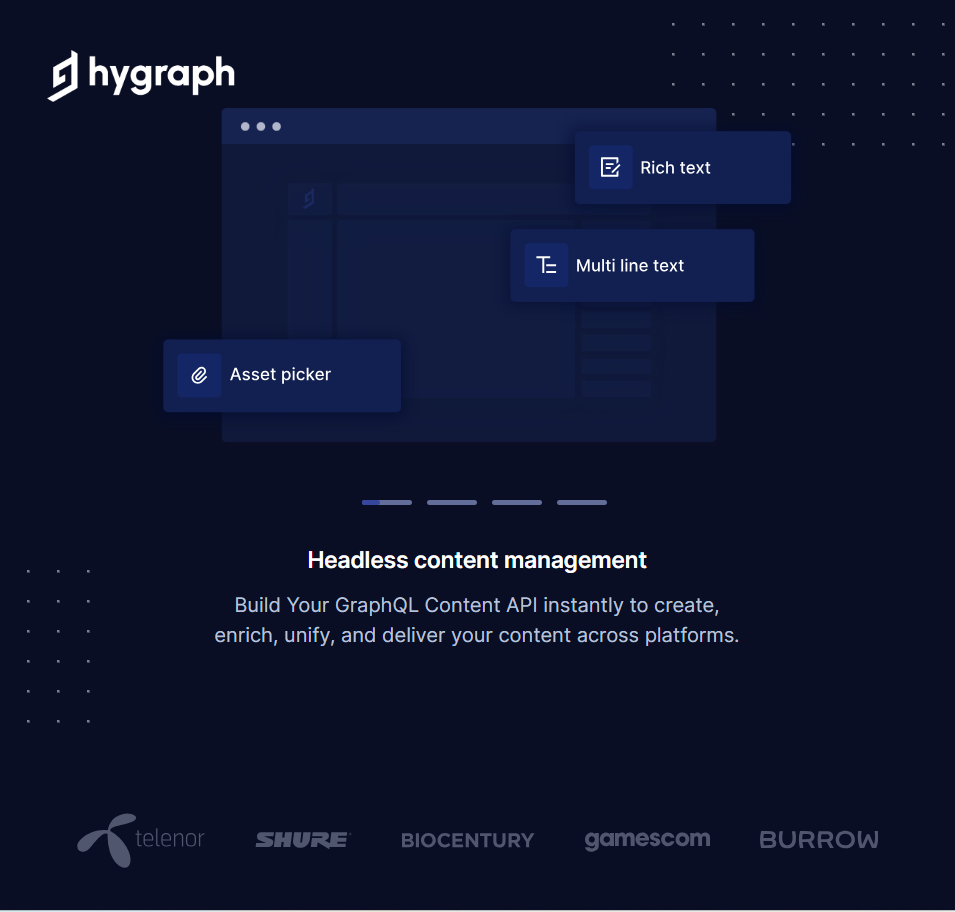 hygraph
Rich text
Multi line text
Asset picker
Headless content management
Build Your GraphQL Content API instantly to create,
enrich, unify, and deliver your content across platforms.
telenor
SHURE
BIOCENTURY
gamescom
BURROW